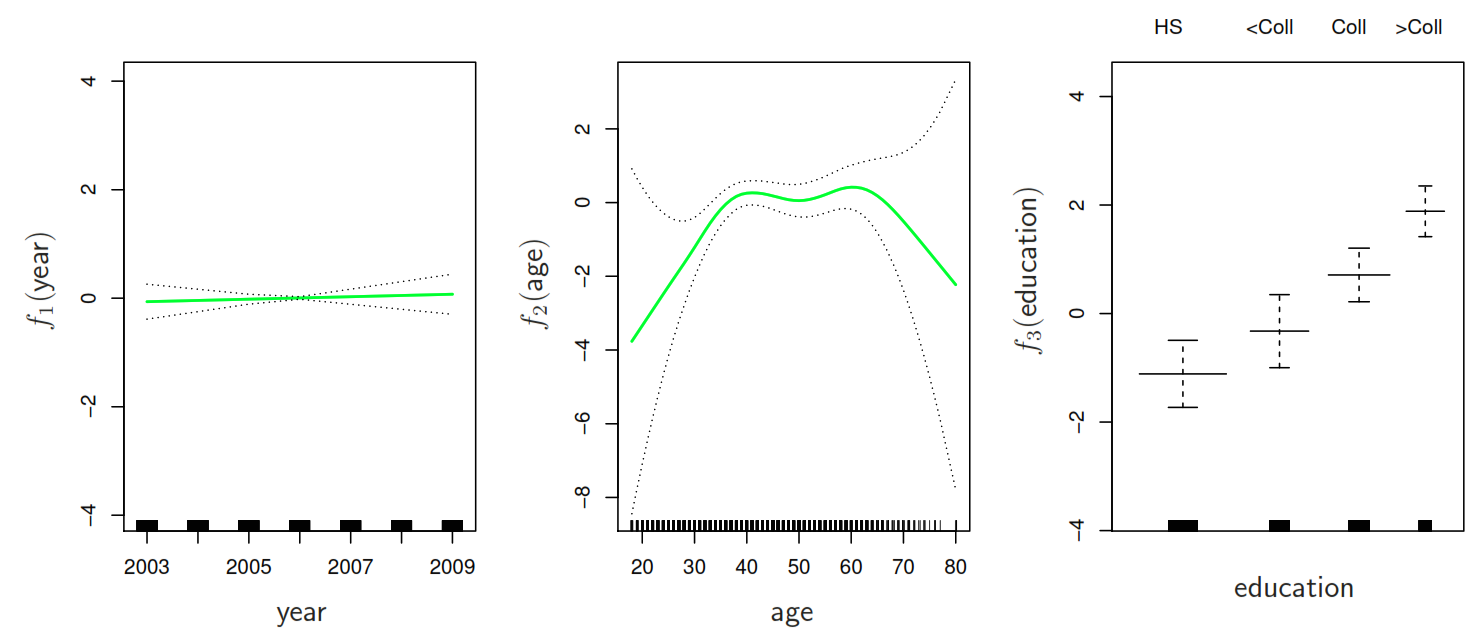 HS <Coll Coll >Coll
4
2
0
−2
−4
f1(year)
2003 2005 2007 2009
year
2
0
−2
−4
−6
−8
f2(age)
20 30 40 50 60 70 80
age
4
2
0
−2
−4
f3(education)
education